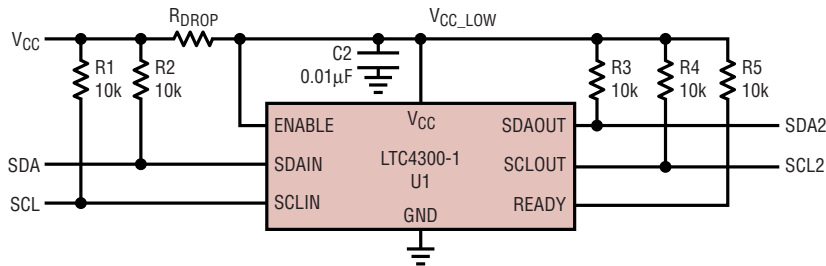 RDROP
VCC_LOW
VCC
C2
0.01µF
R1
10k
R2
10k
R3
10k
R4
10k
R5
10k
ENABLE
VCC
SDAOUT
SDA2
SDA
SDAIN
LTC4300-1
U1
SCLOUT
SCL2
SCL
SCLIN
GND
READY